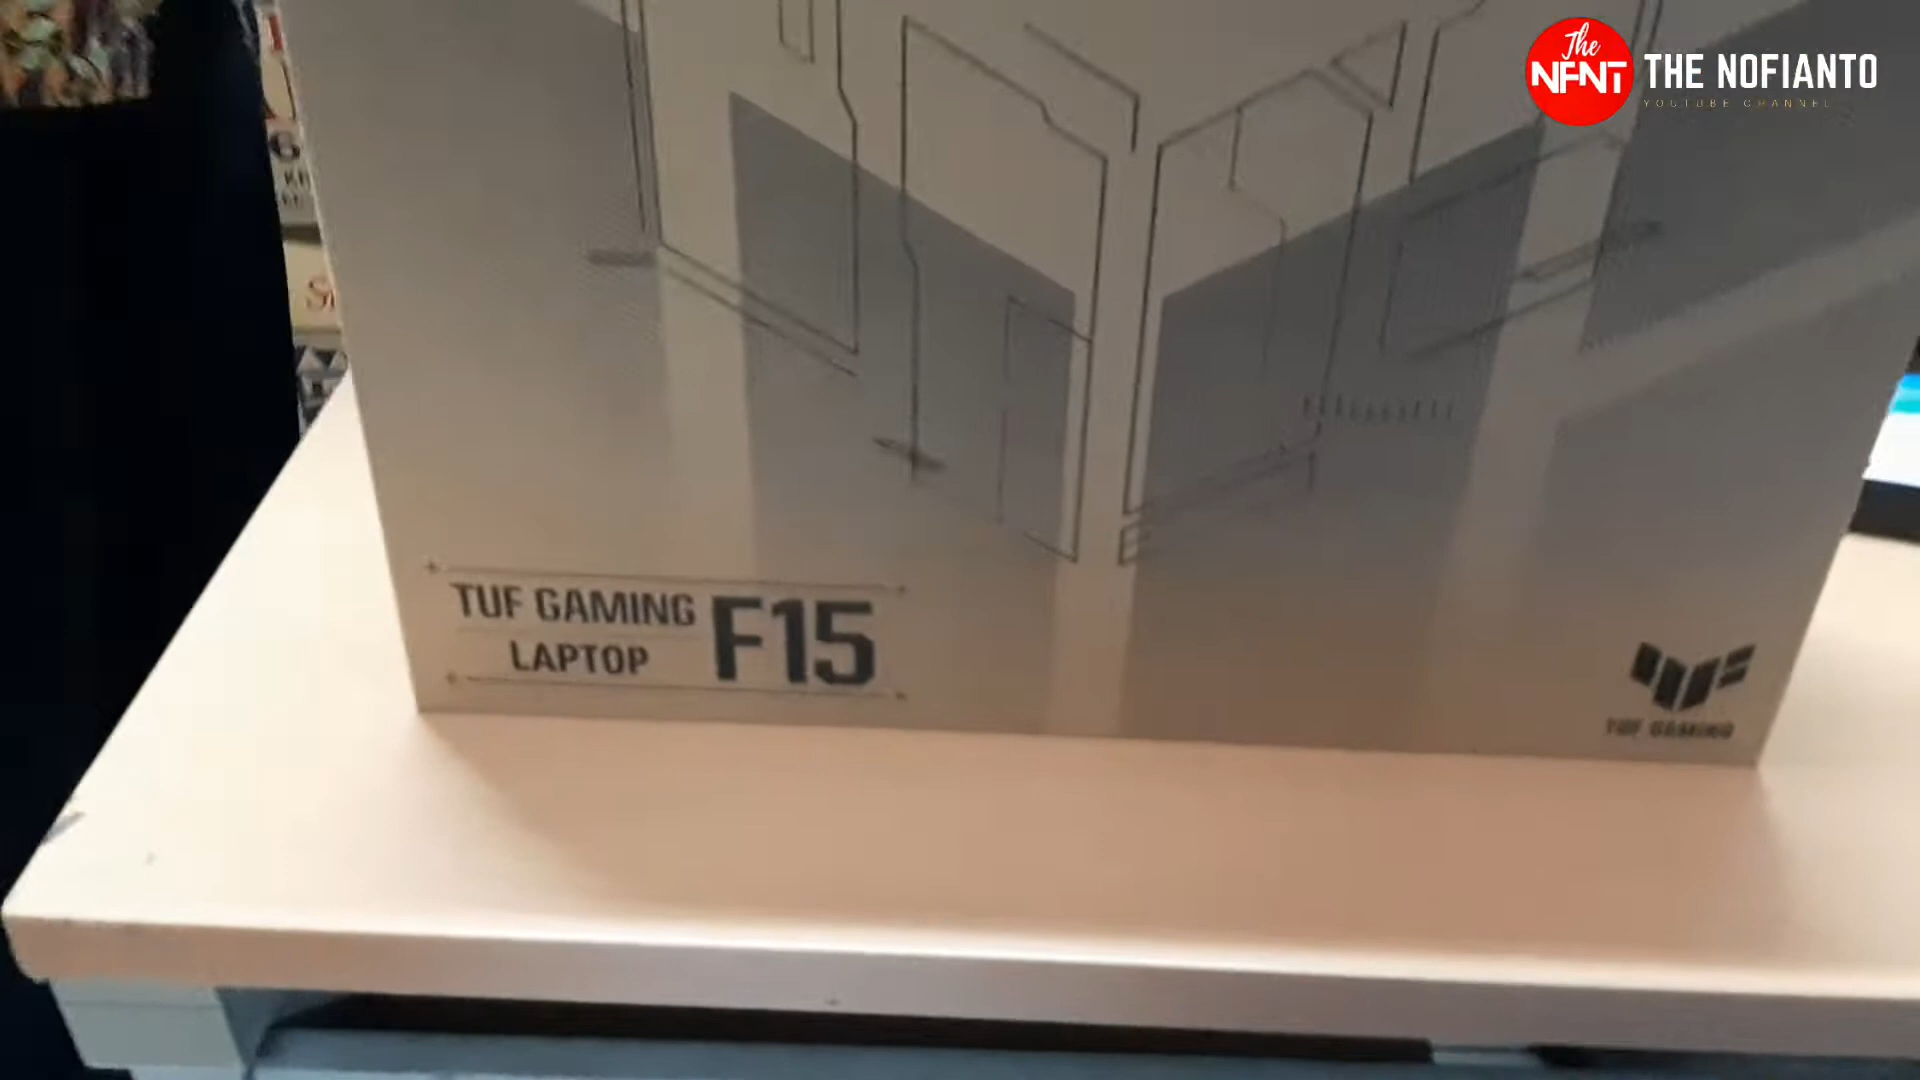 The
NFNT
THE NOFIANTO
YOUTUBE CHANNEL
TUF GAMING
LAPTOP
F15
TUF GAMING